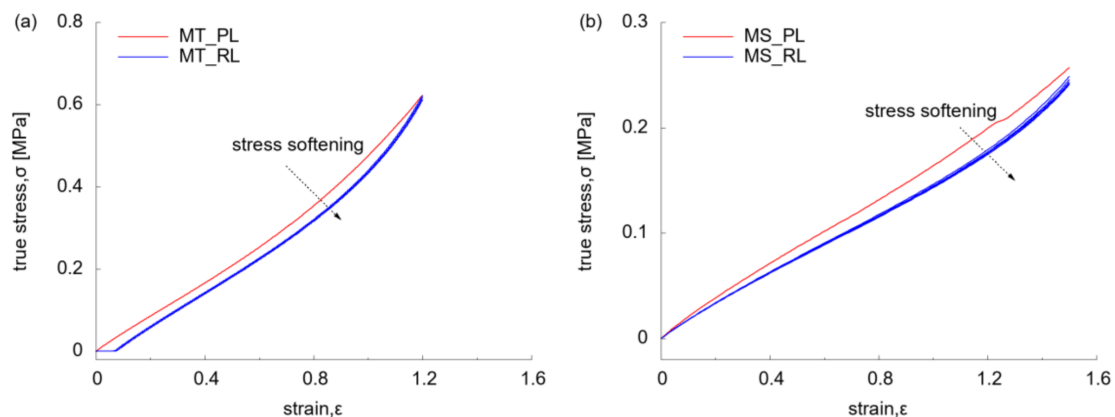 (a)
MT_PL
MT_RL
stress softening
true stress,σ [MPa]
0.8
0.6
0.4
0.2
0
0 0.4 0.8 1.2 1.6
strain,ε
(b)
MS_PL
MS_RL
stress softening
true stress,σ [MPa]
0.3
0.2
0.1
0
0 0.4 0.8 1.2 1.6
strain,ε